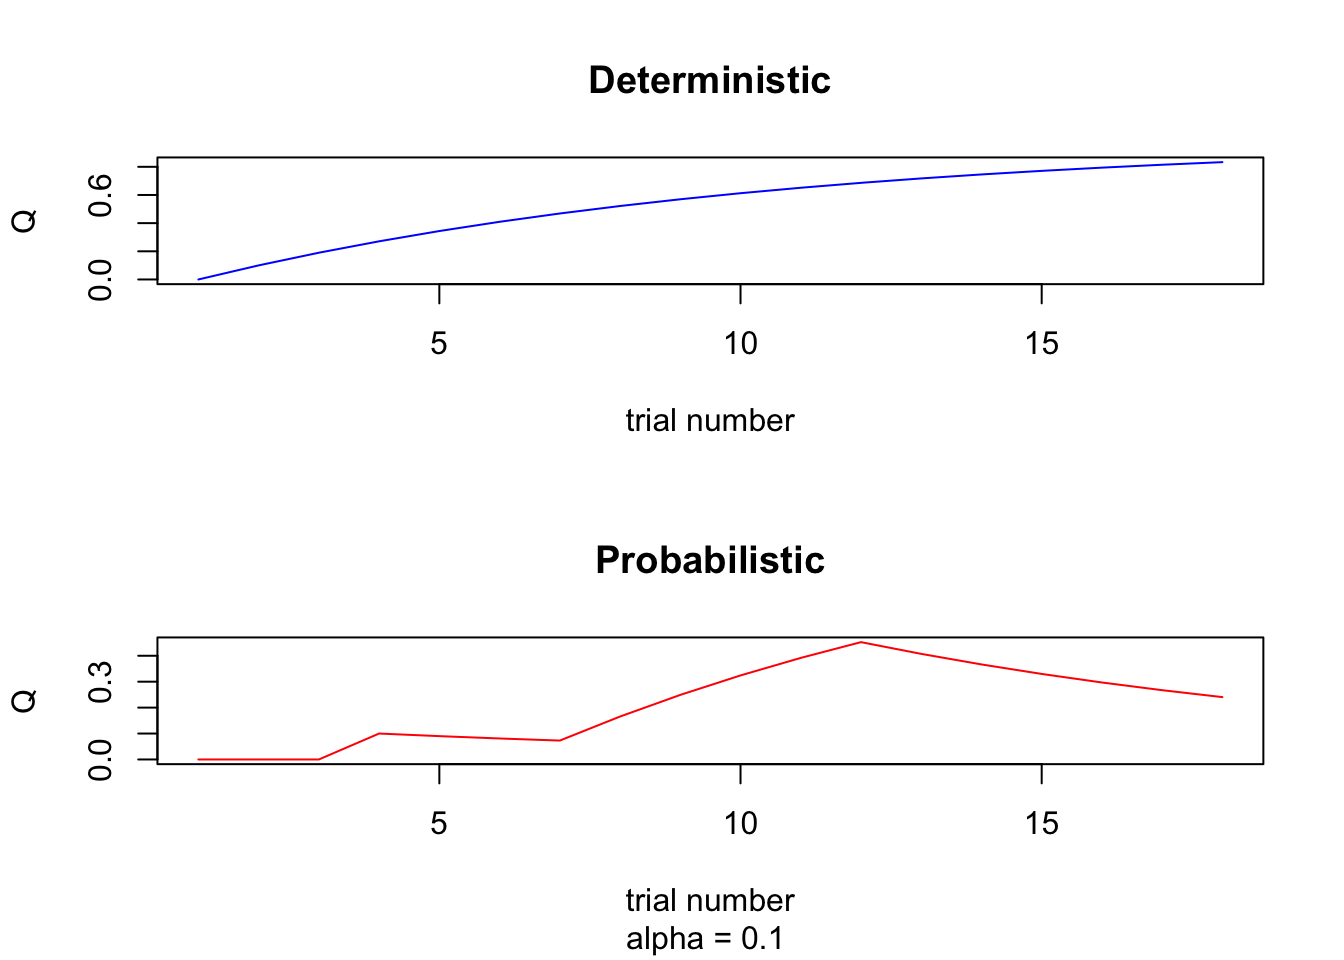 Deterministic
Q
0.6
0.0
5 10 15
trial number
Probabilistic
Q
0.3
0.0
5 10 15
trial number
alpha = 0.1